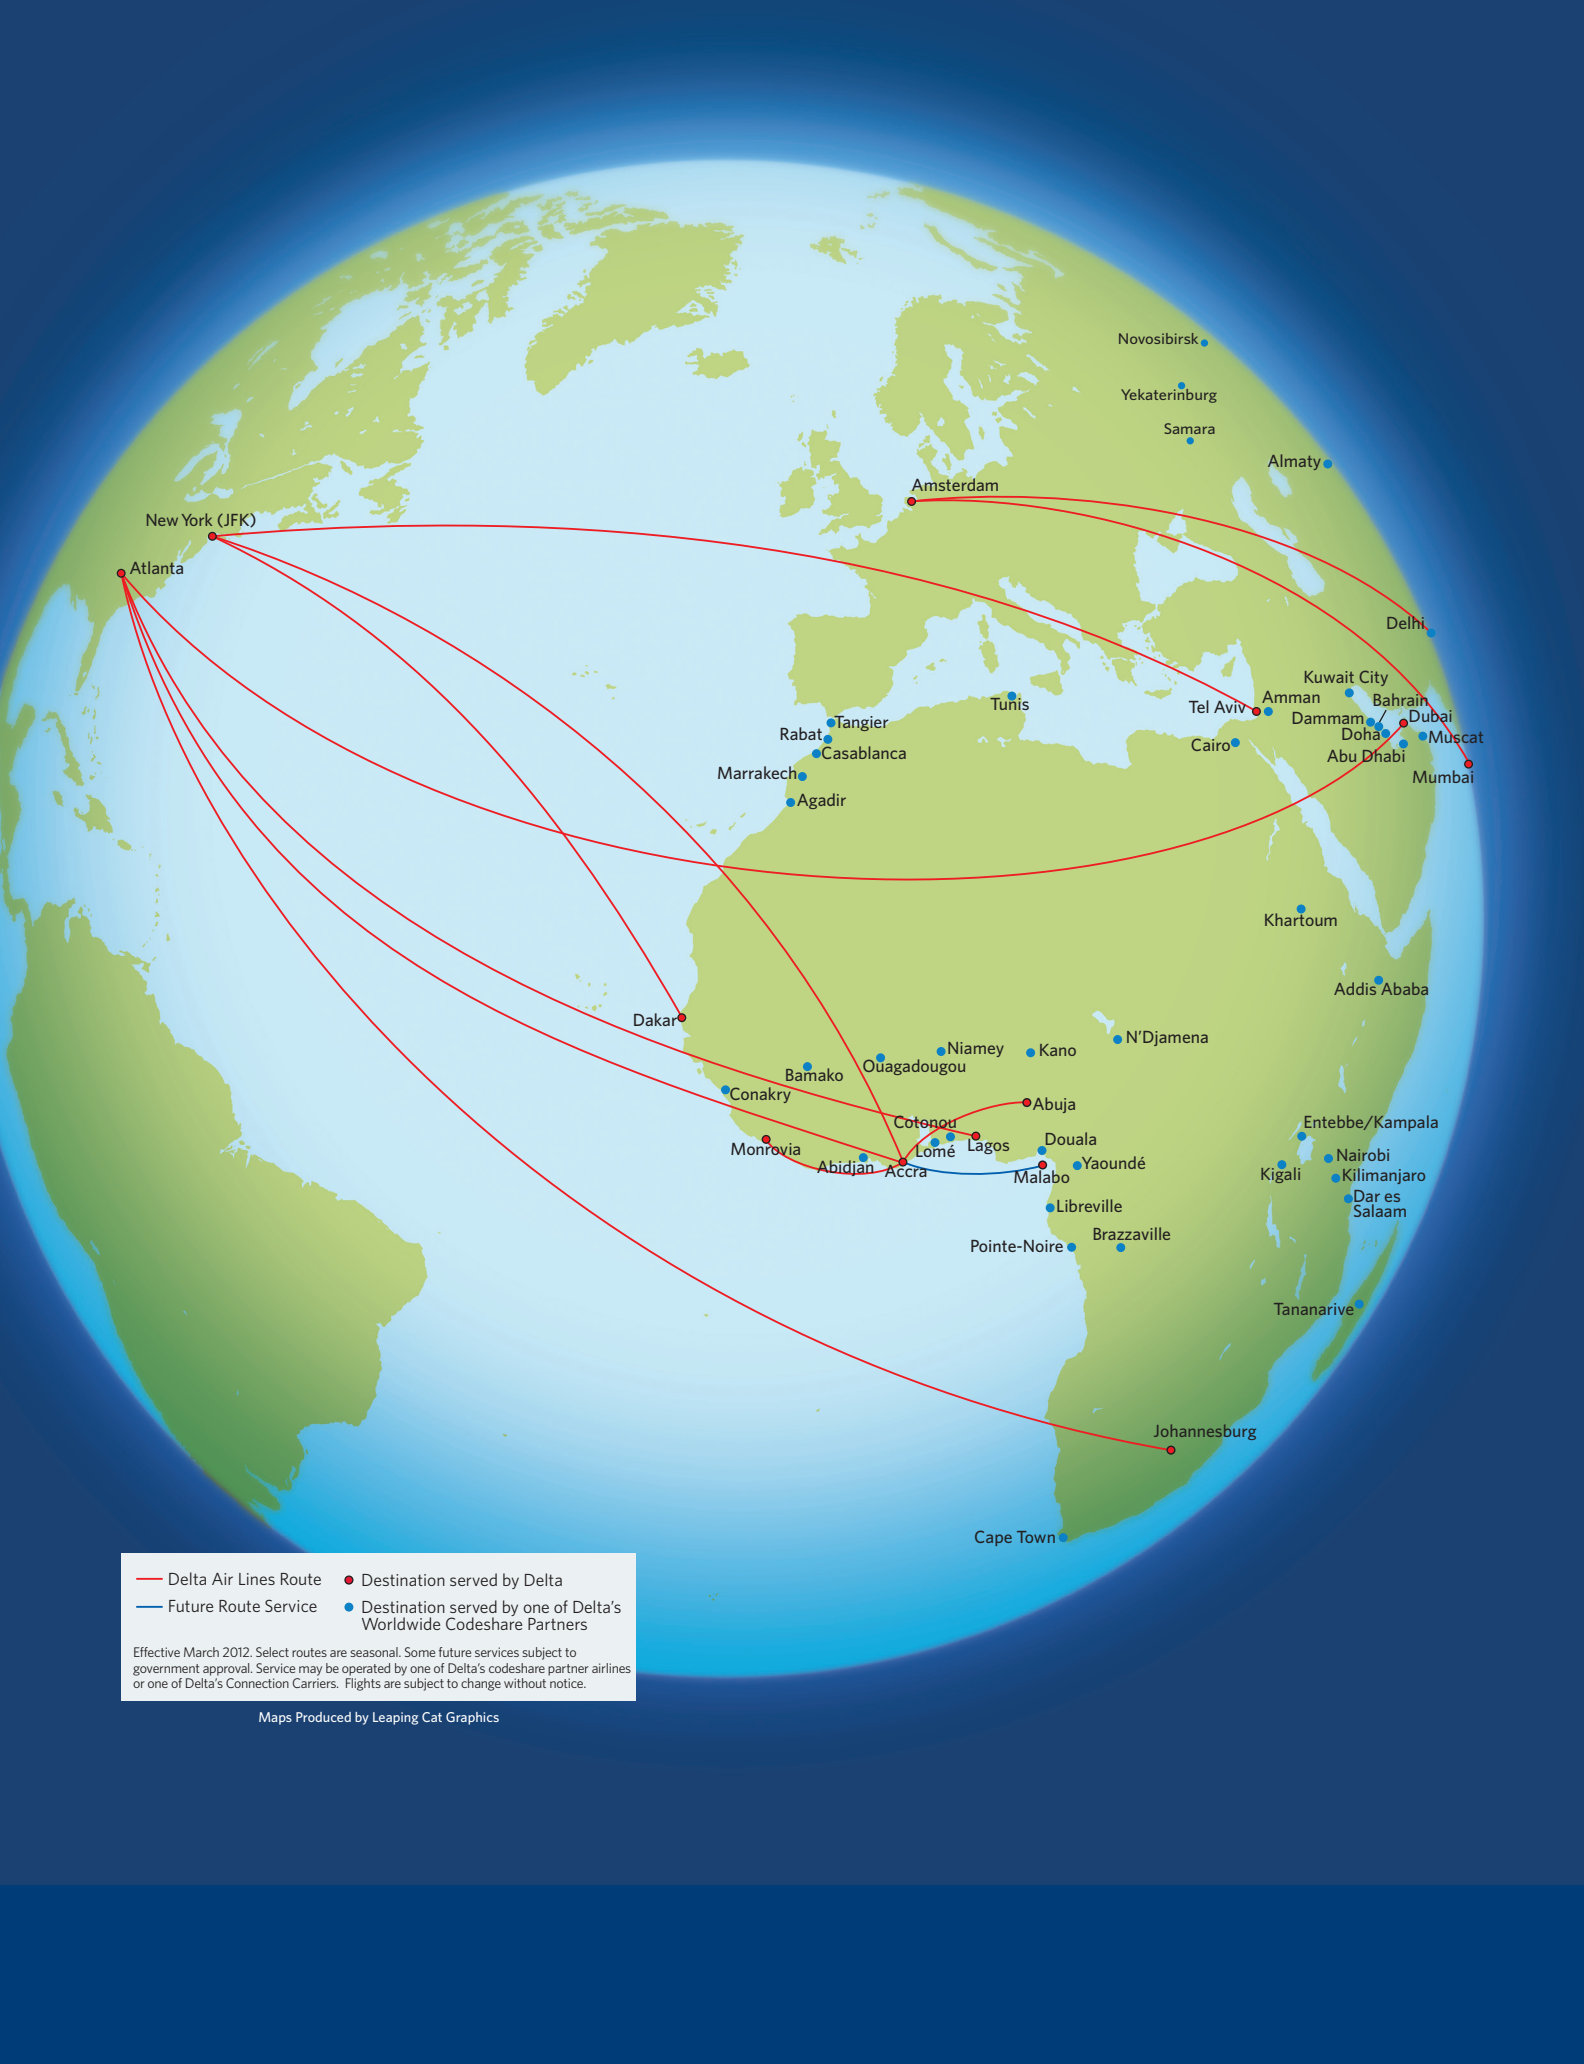 Novosibirsk
Yekaterinburg
Samara
Almaty
Amsterdam
New York (JFK)
Atlanta
Delhi
Kuwait City
Tunis
Tel Aviv
Amman
Bahrain
Dammam
Dubai
Tangier
Rabat
Doha
Muscat
Cairo
Casablanca
Abu Dhabi
Marrakech
Mumbai
Agadir
Khartoum
Addis Ababa
Dakar
N'Djamena
Niamey
Kano
Ouagadougou
Bamako
Conakry
Abuja
Cotonou
Entebbe/Kampala
Monrovia
Lomé
Lagos
Douala
Nairobi
Abidjan
Accra
Malabo
Yaoundé
Kigali
Kilimanjaro
Dar es
Salaam
Libreville
Brazzaville
Pointe-Noire
Tananarive
Johannesburg
Cape Town
Delta Air Lines Route
Destination served by Delta
Future Route Service
Destination served by one of Delta's
Worldwide Codeshare Partners
Effective March 2012. Select routes are seasonal. Some future services subject to
government approval. Service may be operated by one of Delta's codeshare partner airlines
or one of Delta's Connection Carriers. Flights are subject to change without notice.
Maps Produced by Leaping Cat Graphics